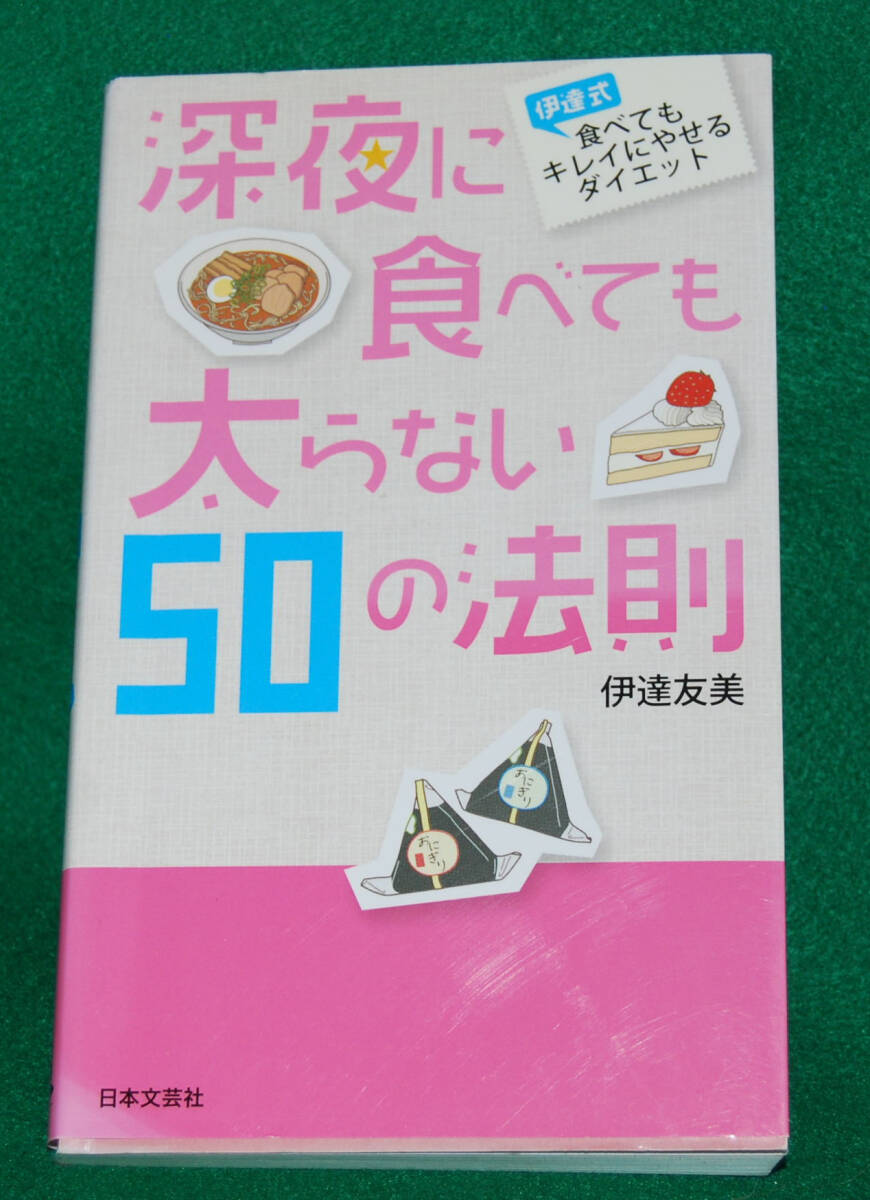 伊達式
食べても
キレイにやせる
ダイエット
深夜に
食べても
太らない
50の法則
伊達友美
おにぎり
おにぎり
日本文芸社